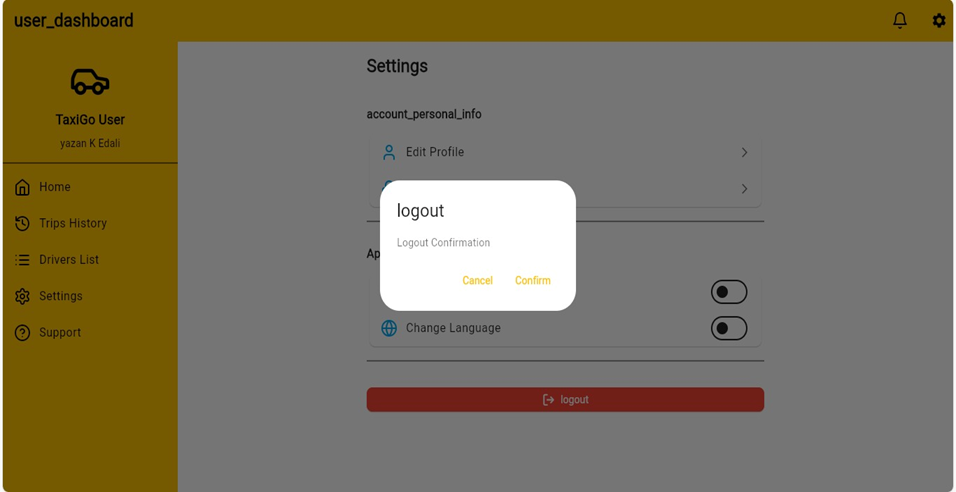 user_dashboard
TaxiGo User
yazan K Edali
Home
Trips History
Drivers List
Settings
Support
Settings
account_personal_info
Edit Profile
logout
Logout Confirmation
Cancel Confirm
Change Language
logout